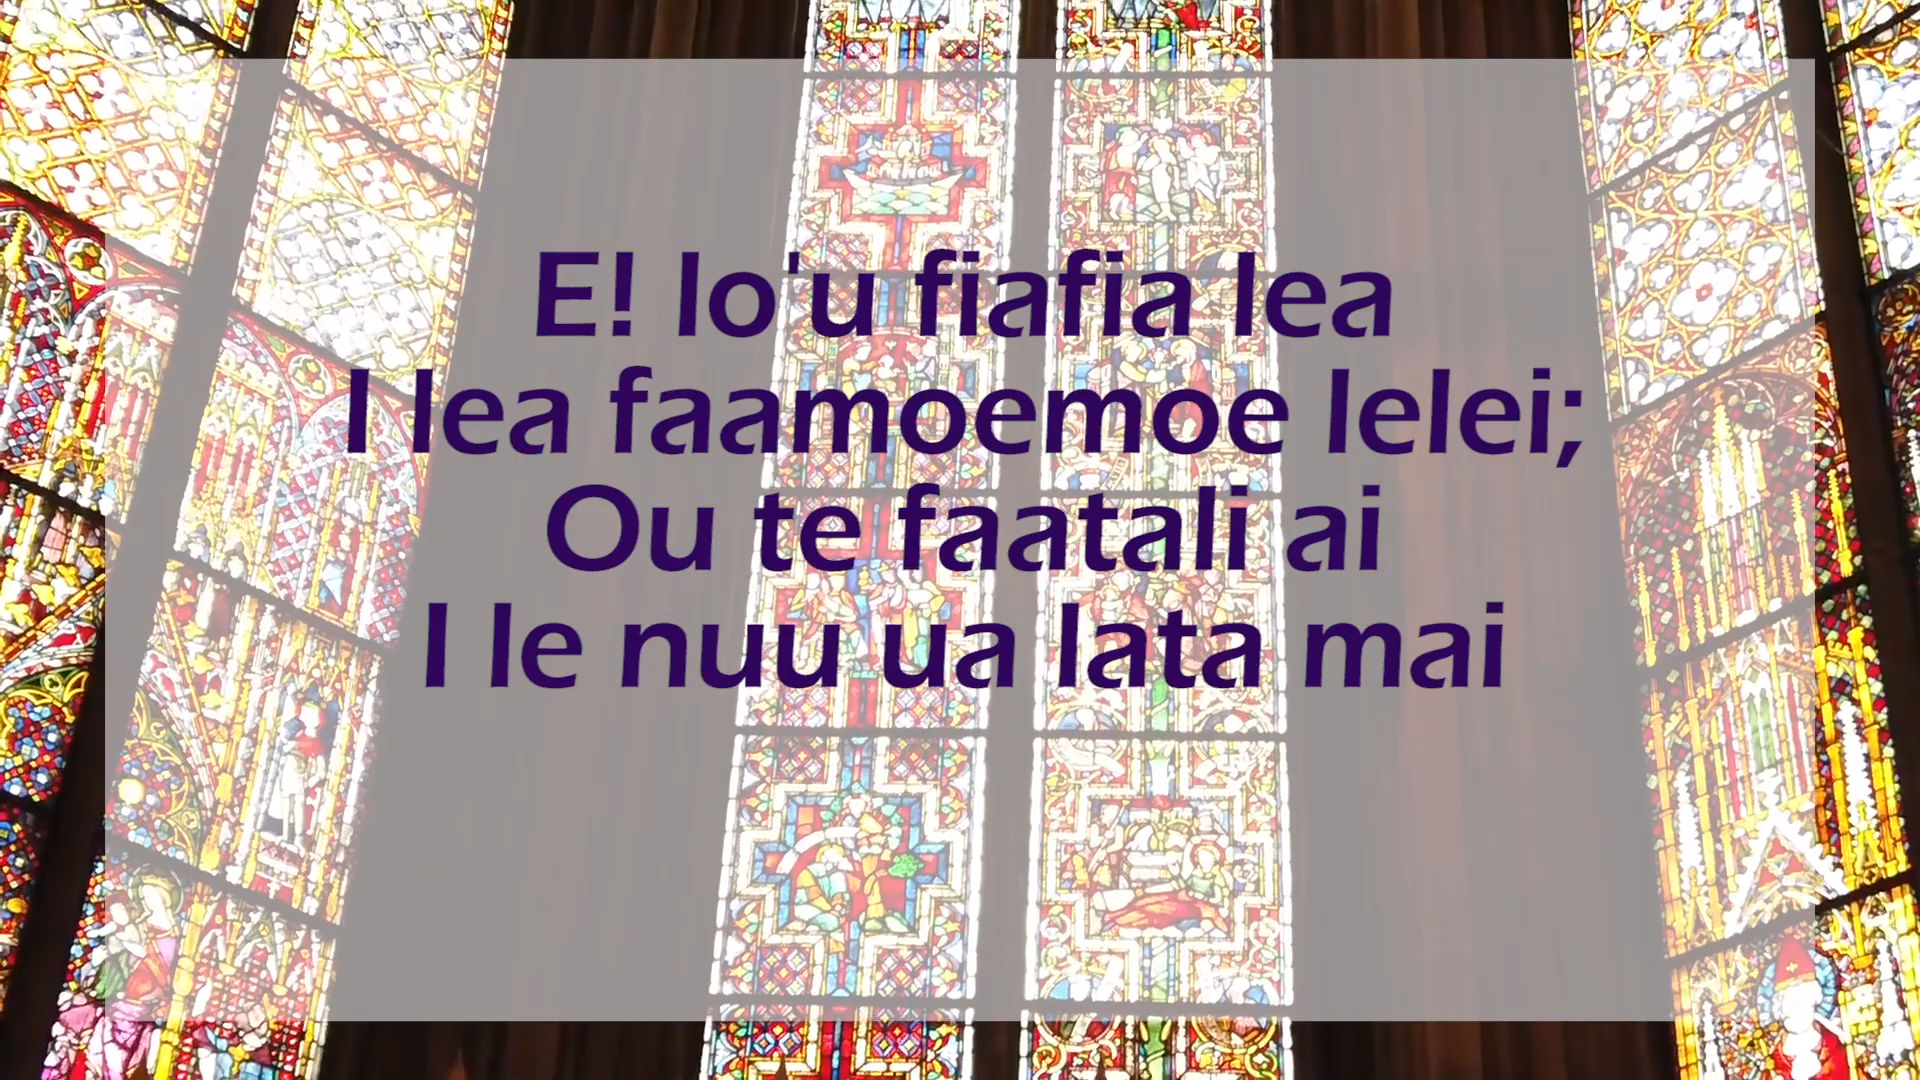 E! lo'u fiafia lea
I lea faamoemoe lelei;
Ou te faatali ai
I le nuu ua lata mai